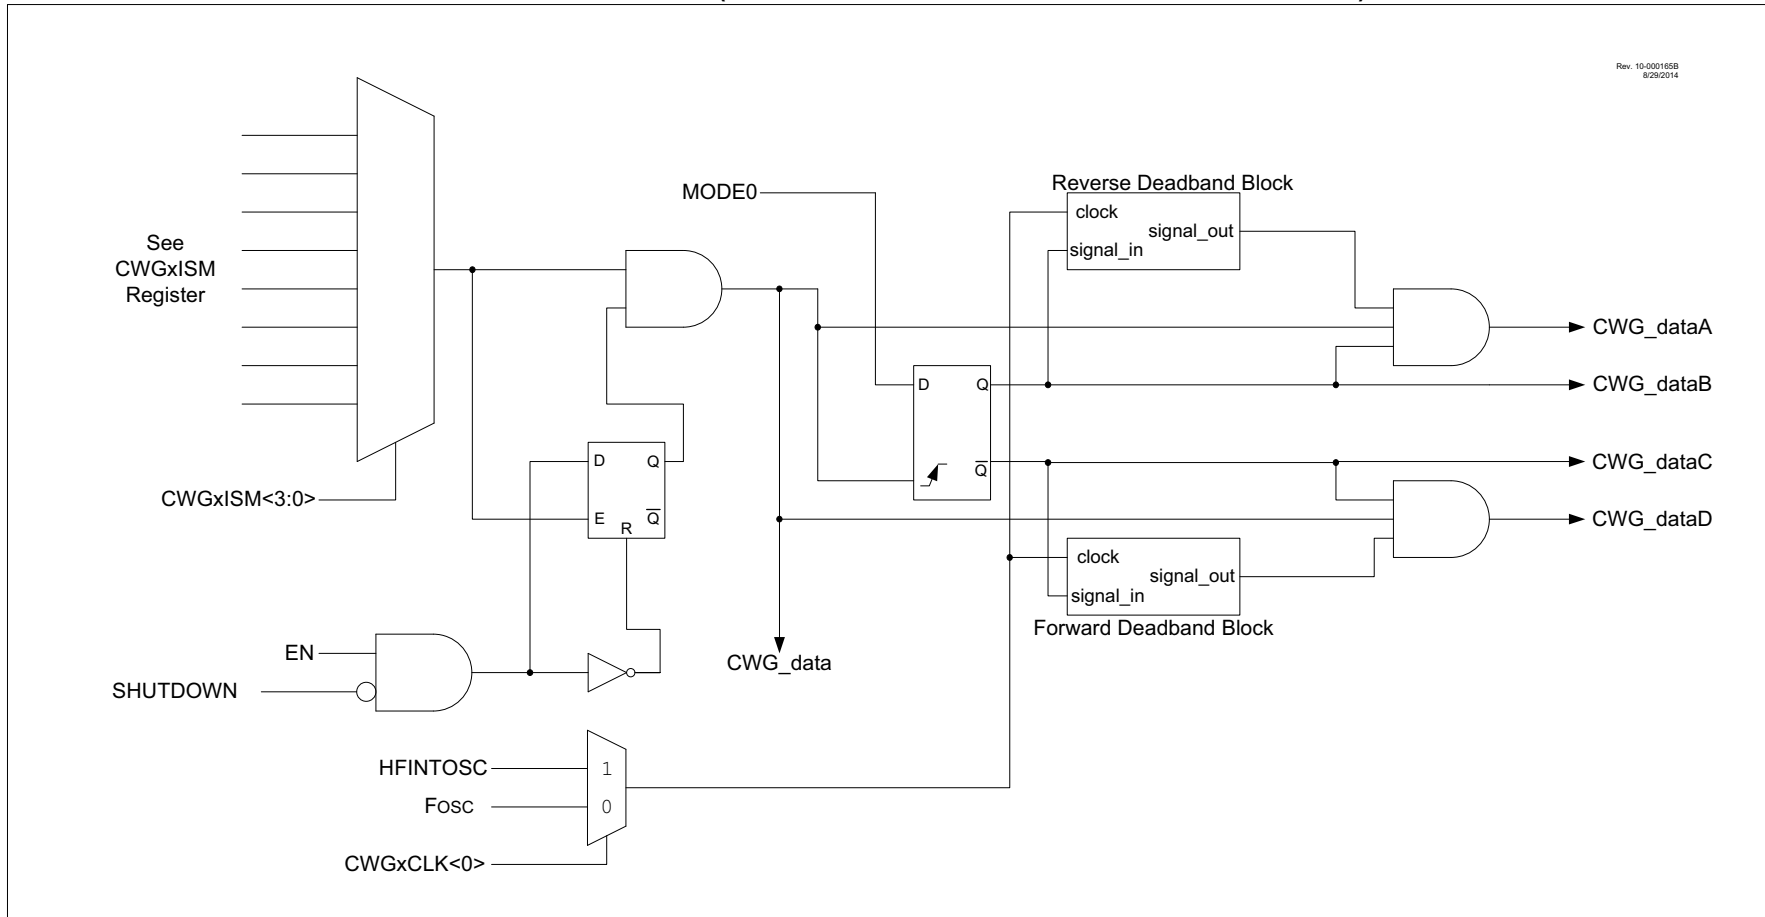 Rev. 10-000165B
8/29/2014
See
CWGxISM
Register
CWGxISM<3:0>
MODE0
Reverse Deadband Block
clock
signal_in
signal_out
D
Q
Q
D
Q
E
Q
R
CWG_dataA
CWG_dataB
CWG_dataC
CWG_dataD
clock
signal_in
signal_out
Forward Deadband Block
EN
SHUTDOWN
CWG_data
HFINTOSC
1
FOSC
0
CWGxCLK<0>